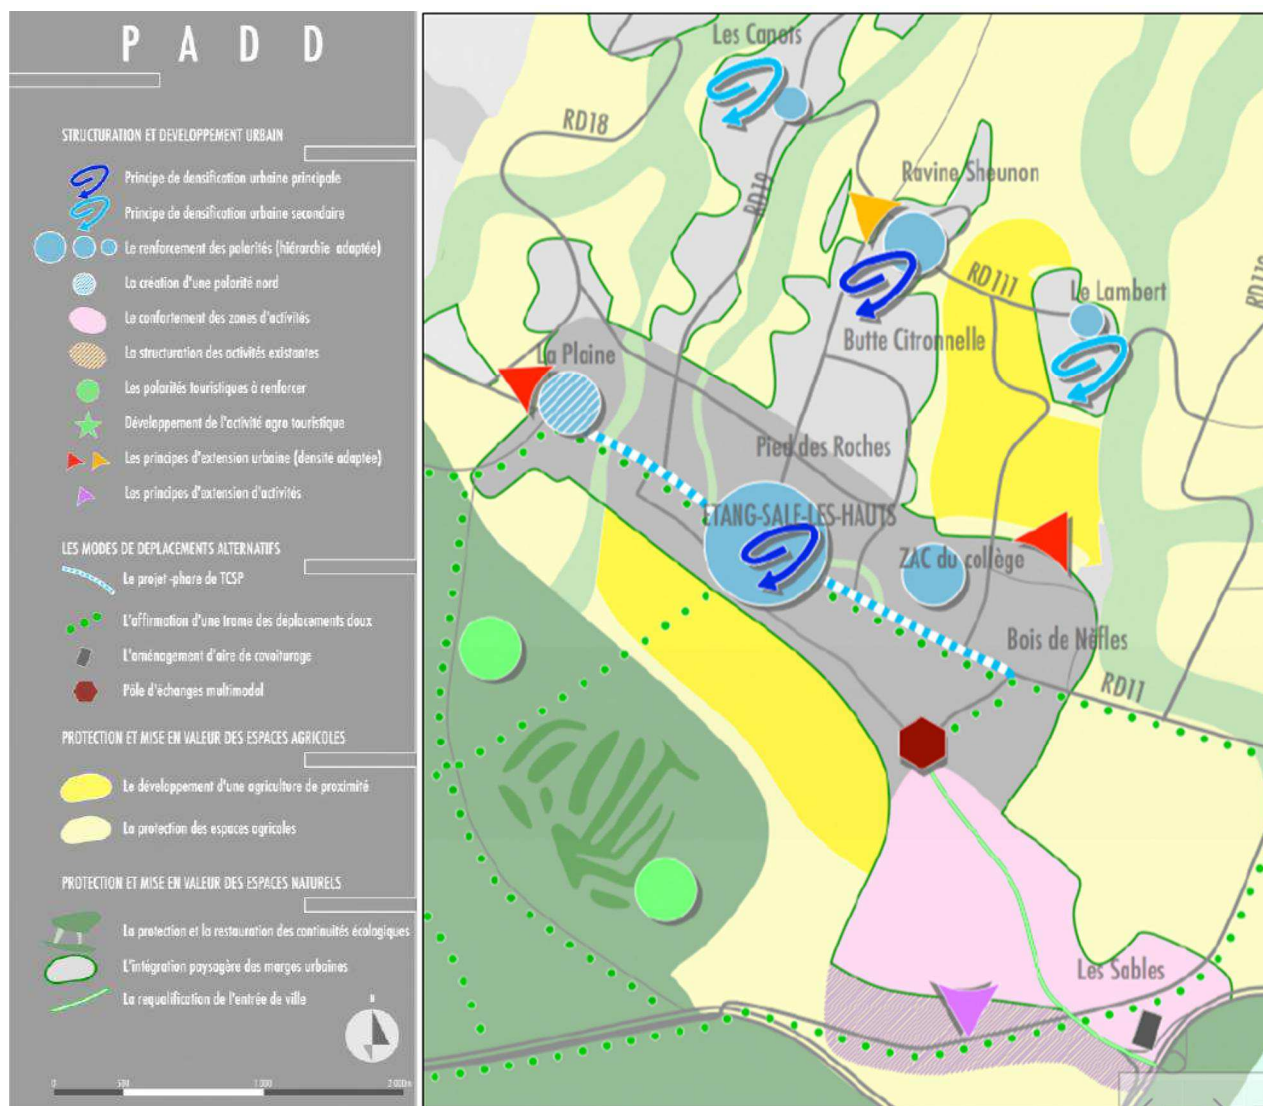 P A D D
STRUCTURATION ET DEVELOPPEMENT URBAIN
Principe de densification urbaine principale
Principe de densification urbaine secondaire
Le renforcement des polarités (hiérarchie adaptée)
La création d'une polarité nord
Le confortement des zones d'activités
La structuration des activités existantes
Les polarités touristiques à renforcer
Développement de l'activité agro touristique
Les principes d'extension urbaine (densité adaptée)
Les principes d'extension d'activités
LES MODES DE DEPLACEMENTS ALTERNATIFS
Le projet -phare de TCSP
L'affirmation d'une trame des déplacements doux
L'aménagement d'aire de covoiturage
Pôle d'échanges multimodal
PROTECTION ET MISE EN VALEUR DES ESPACES AGRICOLES
Le développement d'une agriculture de proximité
La protection des espaces agricoles
PROTECTION ET MISE EN VALEUR DES ESPACES NATURELS
La protection et la restauration des continuités écologiques
L'intégration paysagère des marges urbaines
La requalification de l'entrée de ville
N
0 500 1 000 2 000m
Les Canots
RD18
RD19
Ravine Sheunon
RD111
Le Lambert
RD110
Butte Citronnelle
La Plaine
Pied des Roches
ETANG-SALE-LES-HAUTS
ZAC du collège
Bois de Nèfles
RD11
Les Sables